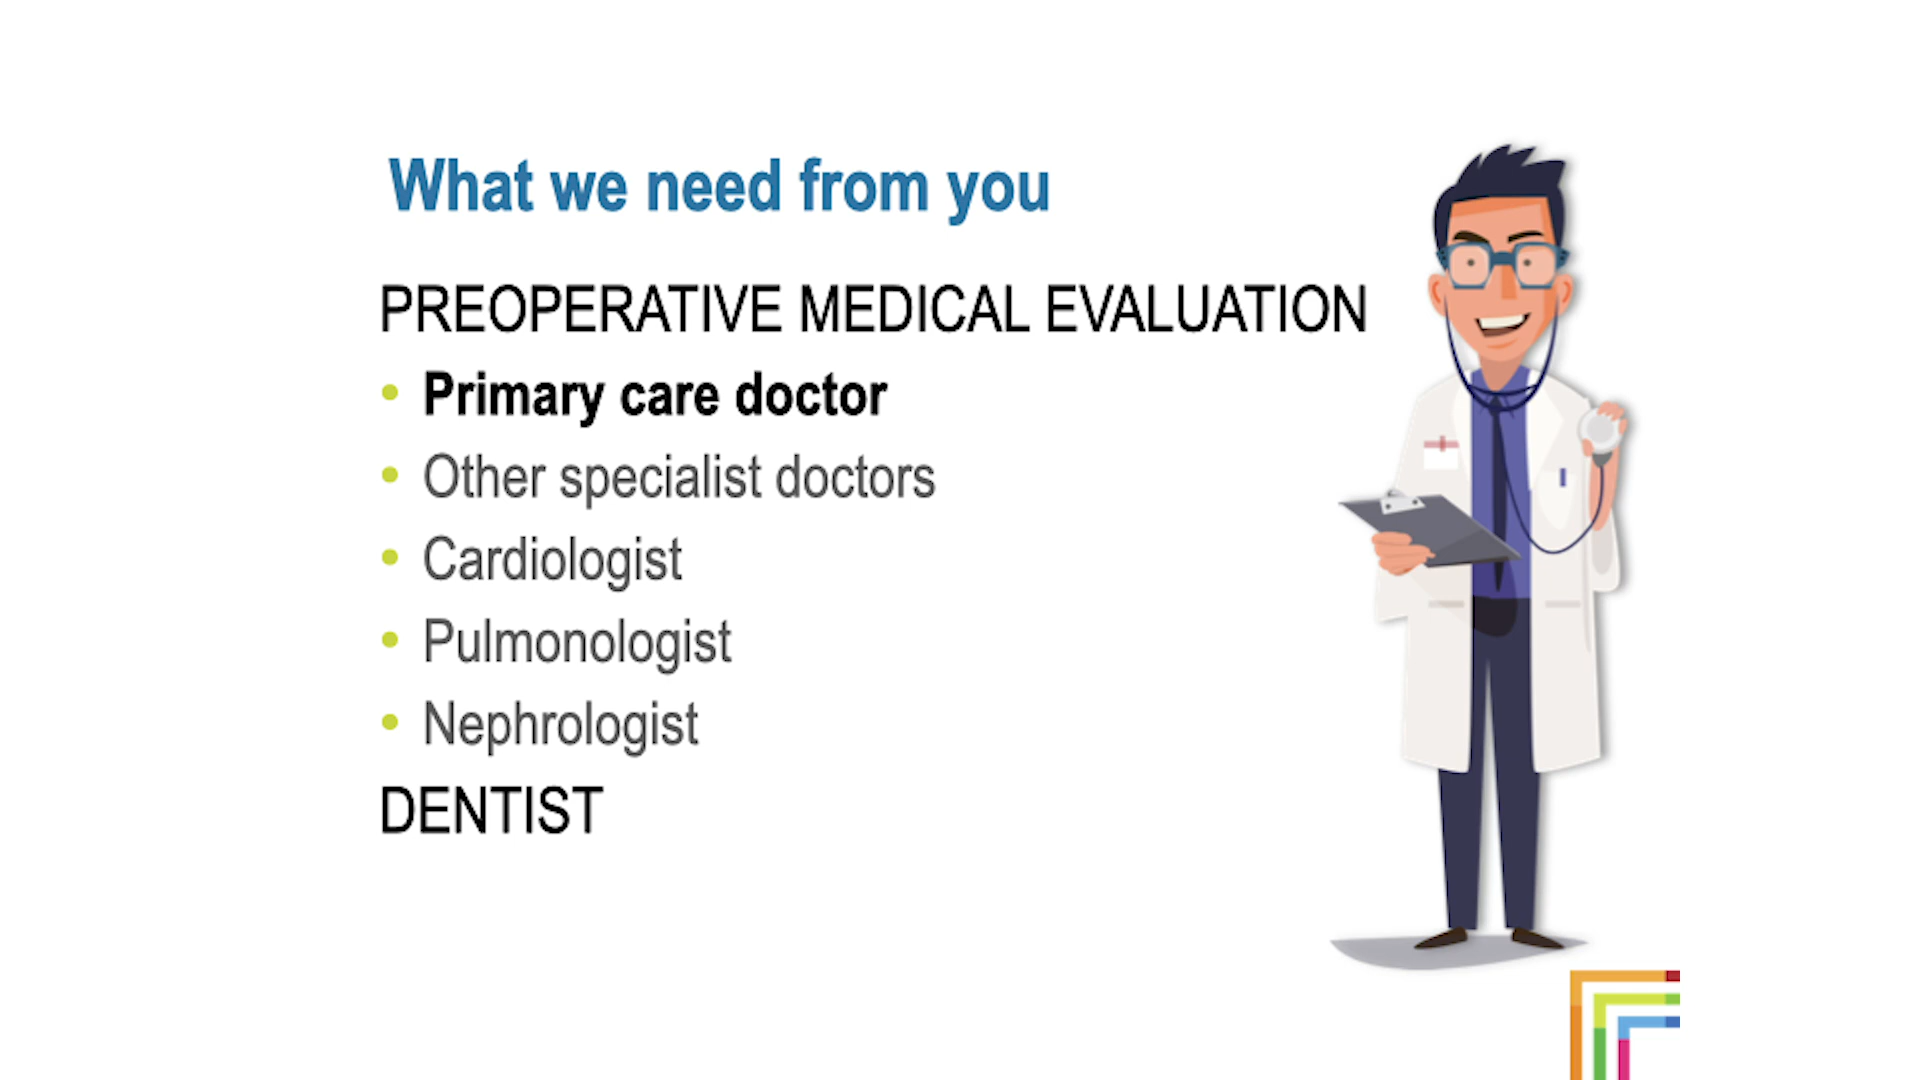 What we need from you
PREOPERATIVE MEDICAL EVALUATION
• Primary care doctor
• Other specialist doctors
• Cardiologist
• Pulmonologist
• Nephrologist
DENTIST